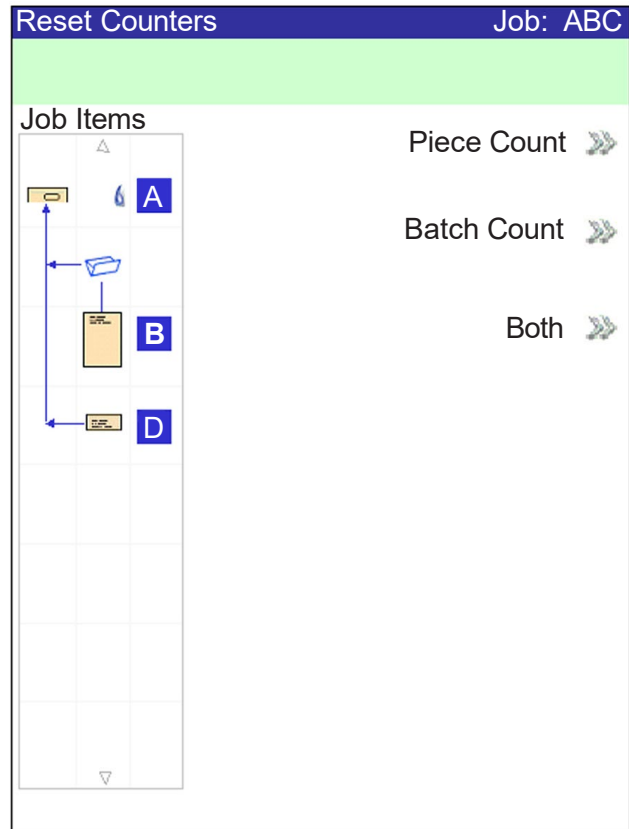 Reset Counters Job: ABC
Job Items
Piece Count
A
Batch Count
B
Both
D